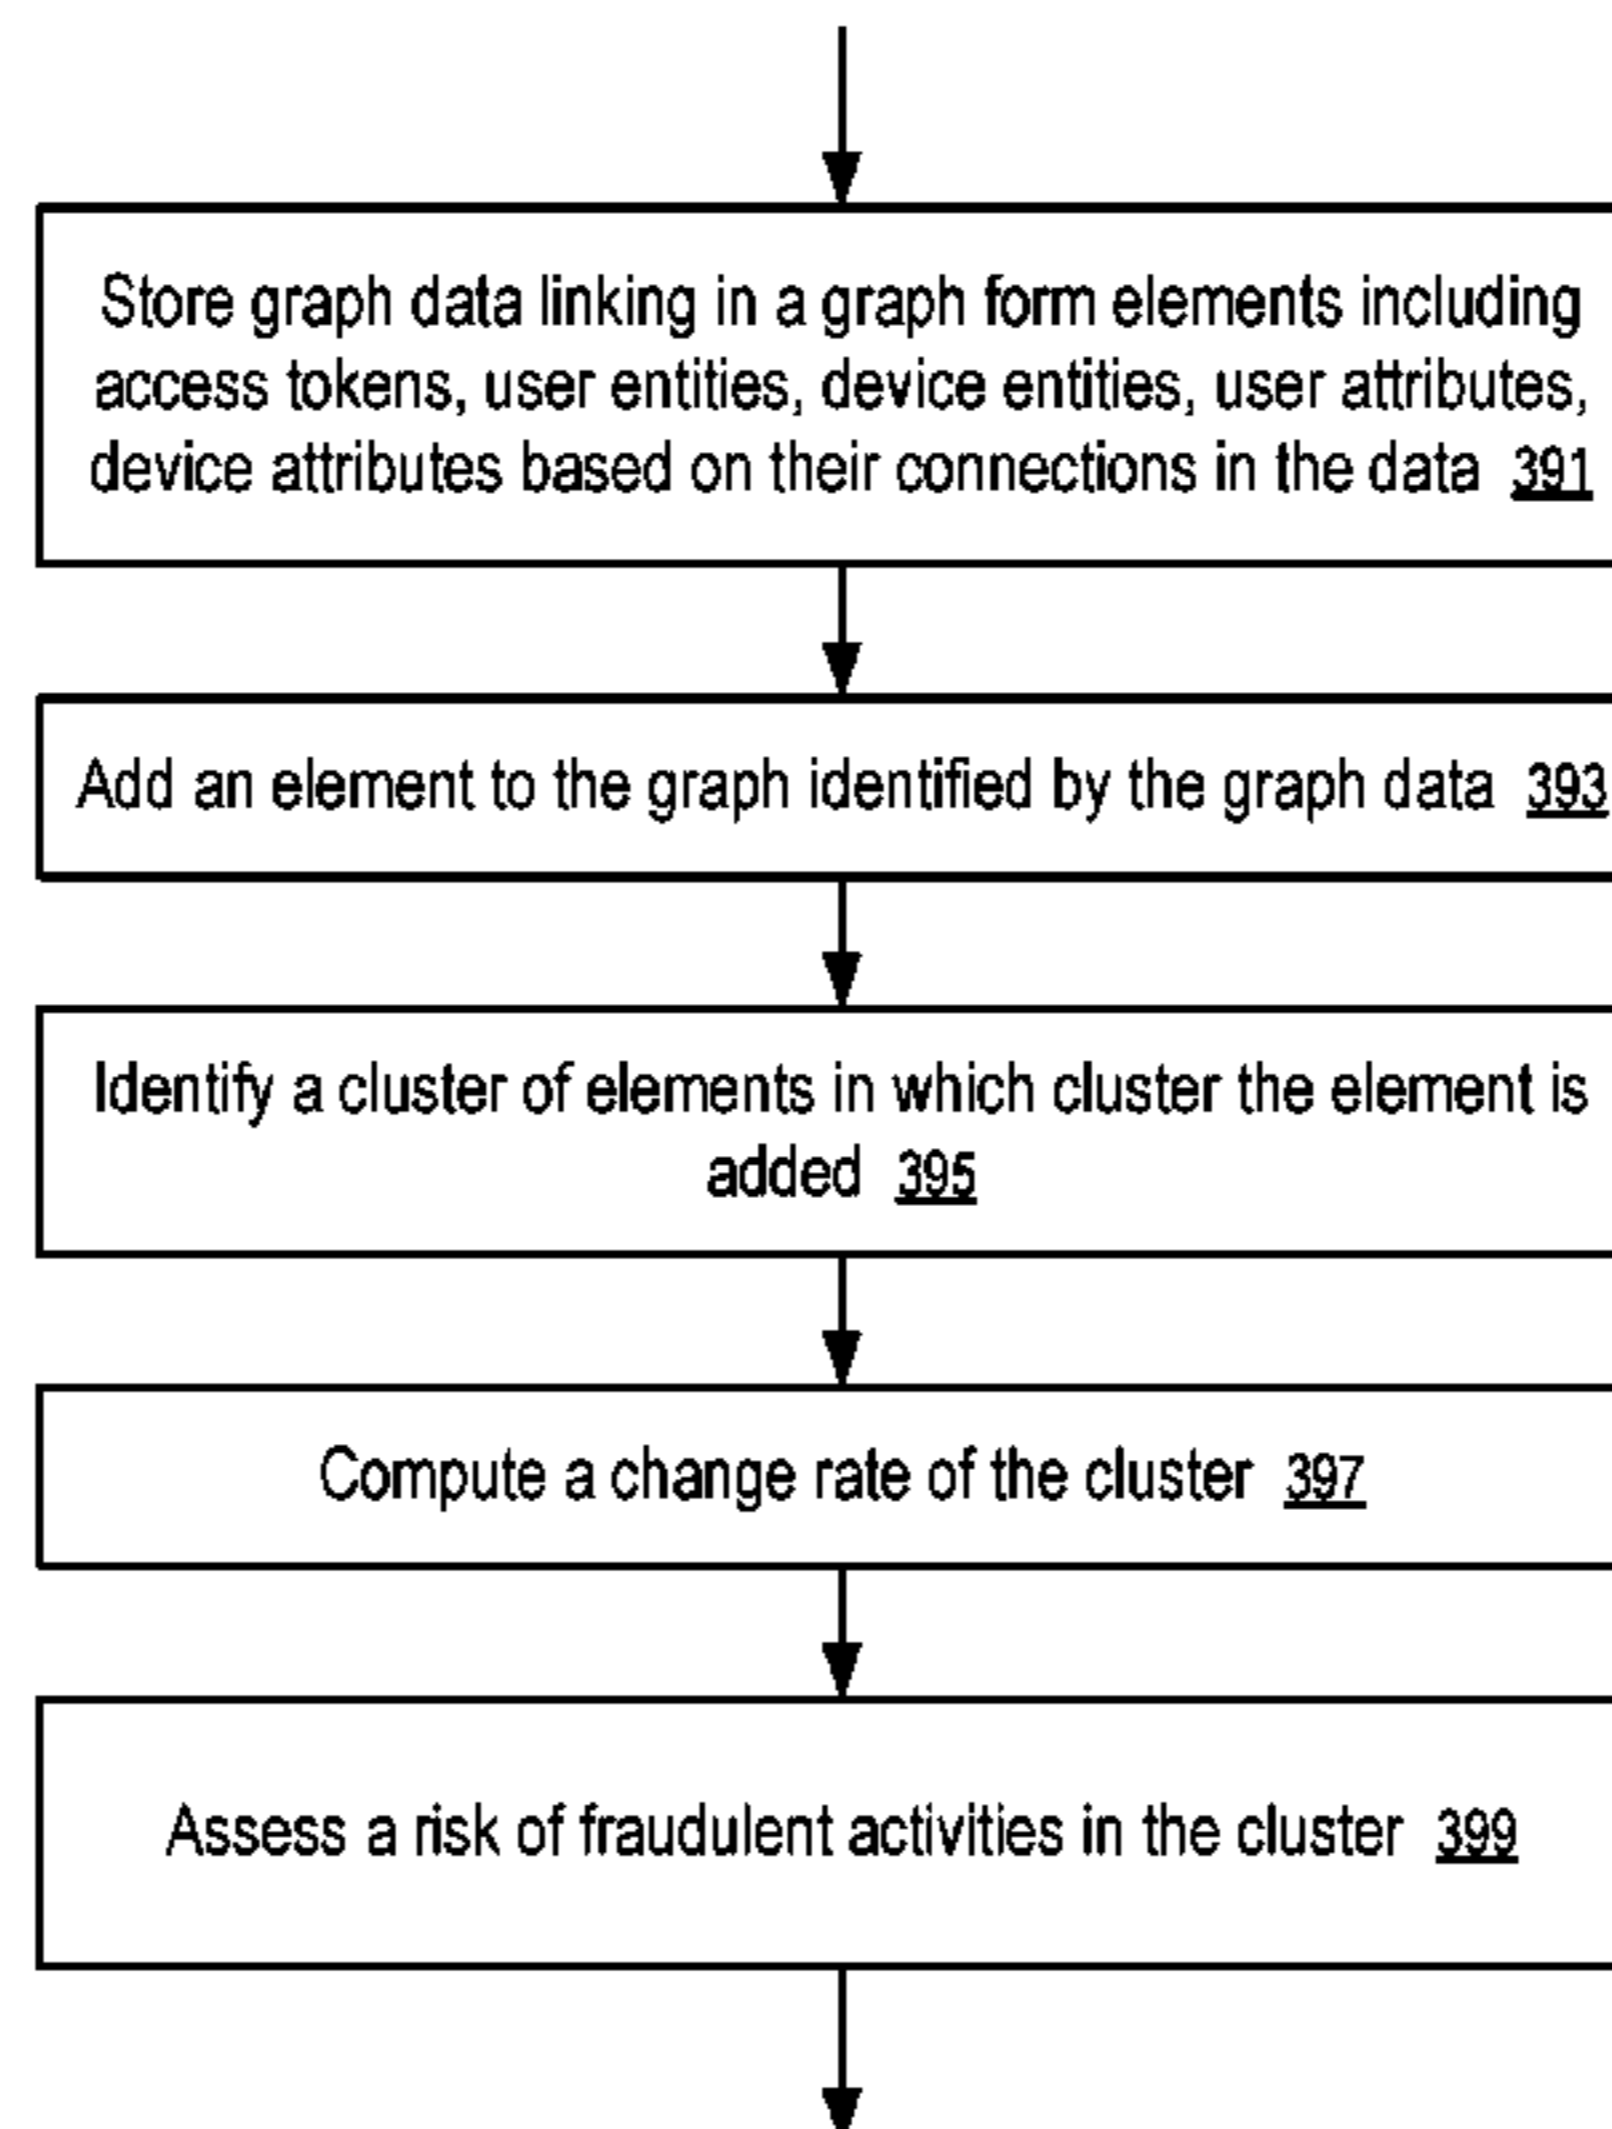 Store graph data linking in a graph form elements including
access tokens, user entities, device entities, user attributes,
device attributes based on their connections in the data 391
Add an element to the graph identified by the graph data 393
Identify a cluster of elements in which cluster the element is
added 395
Compute a change rate of the cluster 397
Assess a risk of fraudulent activities in the cluster 399